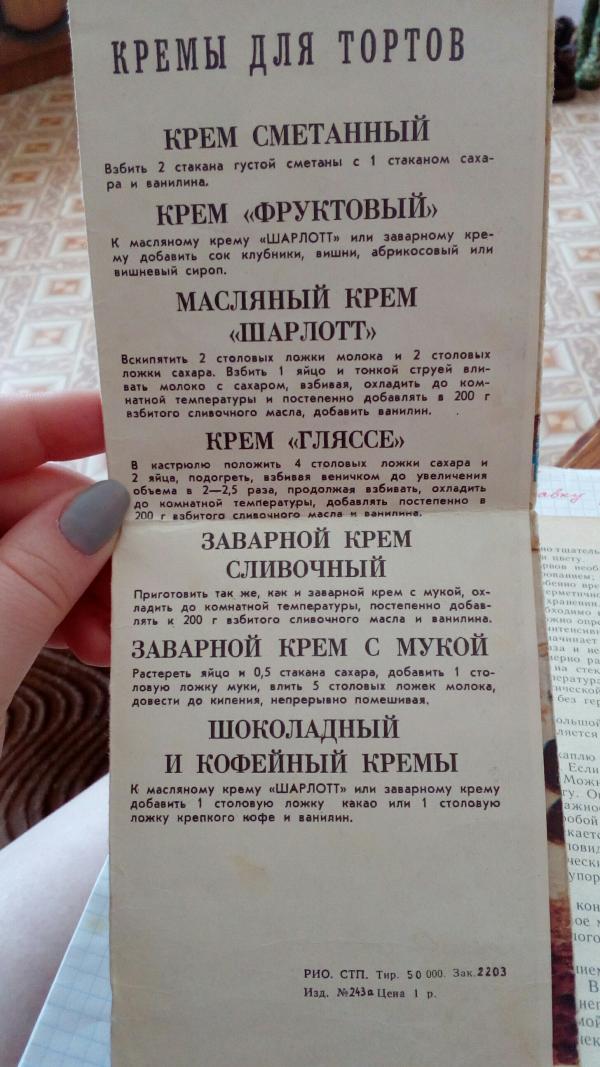 КРЕМЫ ДЛЯ ТОРТОВ
КРЕМ СМЕТАННЫЙ
Взбить 2 стакана густой сметаны с 1 стаканом саха-
ра и ванилина.
КРЕМ «ФРУКТОВЫЙ»
К масляному крему «ШАРЛОТТ» или заварному кре-
му добавить сок клубники, вишни, абрикосовый или
вишневый сироп.
МАСЛЯНЫЙ КРЕМ
«ШАРЛОТТ»
Вскипятить 2 столовых ложки молока и 2 столовых
ложки сахара. Взбить 1 яйцо и тонкой струей вли-
вать молоко с сахаром, взбивая, охладить до ком-
натной температуры и постепенно добавлять в 200 г
взбитого сливочного масла, добавить ванилин.
КРЕМ «ГЛЯССЕ»
В кастрюлю положить 4 столовых ложки сахара и
2 яйца, подогреть, взбивая веничком до увеличения
объема в 2—2,5 раза, продолжая взбивать, охладить
до комнатной температуры, добавлять постепенно в
200 г взбитого сливочного масла и ванилина.
ЗАВАРНОЙ КРЕМ
СЛИВОЧНЫЙ
Приготовить так же, как и заварной крем с мукой, ох-
ладить до комнатной температуры, постепенно добав-
лять к 200 г взбитого сливочного масла и ванилина.
ЗАВАРНОЙ КРЕМ С МУКОЙ
Растереть яйцо и 0,5 стакана сахара, добавить 1 сто-
ловую ложку муки, влить 5 столовых ложек молока,
довести до кипения, непрерывно помешивая.
ШОКОЛАДНЫЙ
И КОФЕЙНЫЙ КРЕМЫ
К масляному крему «ШАРЛОТТ» или заварному крему
добавить 1 столовую ложку какао или 1 столовую
ложку крепкого кофе и ванилин.
РИО. СТП. Тир. 50 000. Зак. 2203
Изд. №243а Цена 1 р.